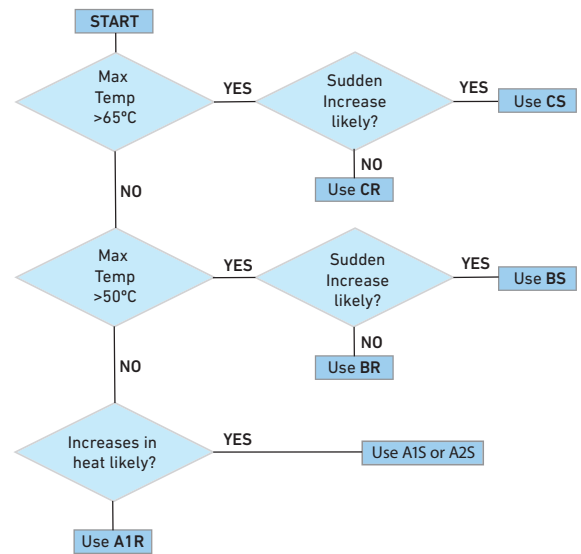 START
Max
Temp
>65°C
YES
Sudden
Increase
likely?
YES
Use CS
NO
Use CR
NO
Max
Temp
>50°C
YES
Sudden
Increase
likely?
YES
Use BS
NO
Use BR
NO
Increases in
heat likely?
YES
Use A1S or A2S
Use A1R